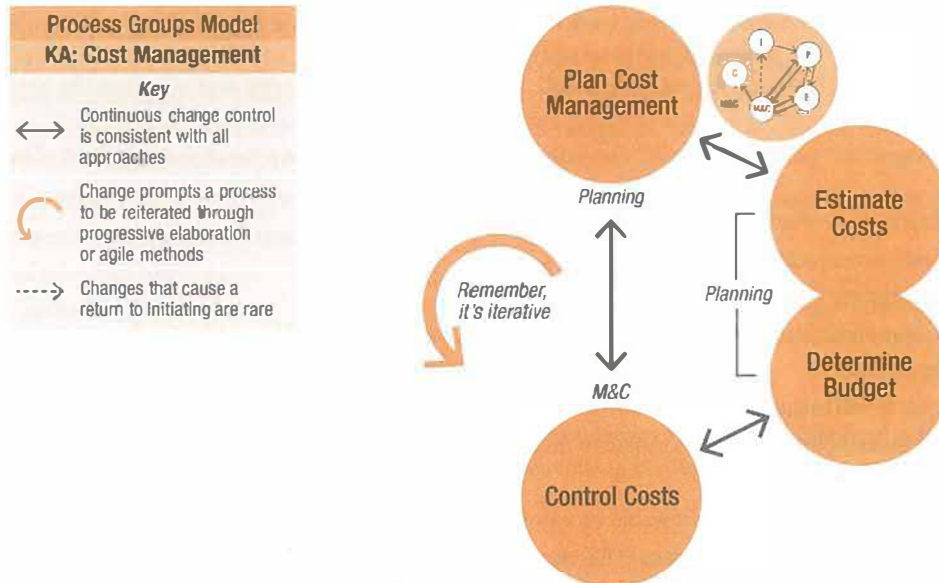 Process Groups Model
KA: Cost Management
Key
Continuous change control
is consistent with all
approaches
Change prompts a process
to be reiterated through
progressive elaboration
or agile methods
Changes that cause a
return to Initiating are rare
Plan Cost
Management
I
P
C
E
M&C
M&C
Planning
Estimate
Costs
Remember,
it's iterative
Planning
Determine
Budget
M&C
Control Costs